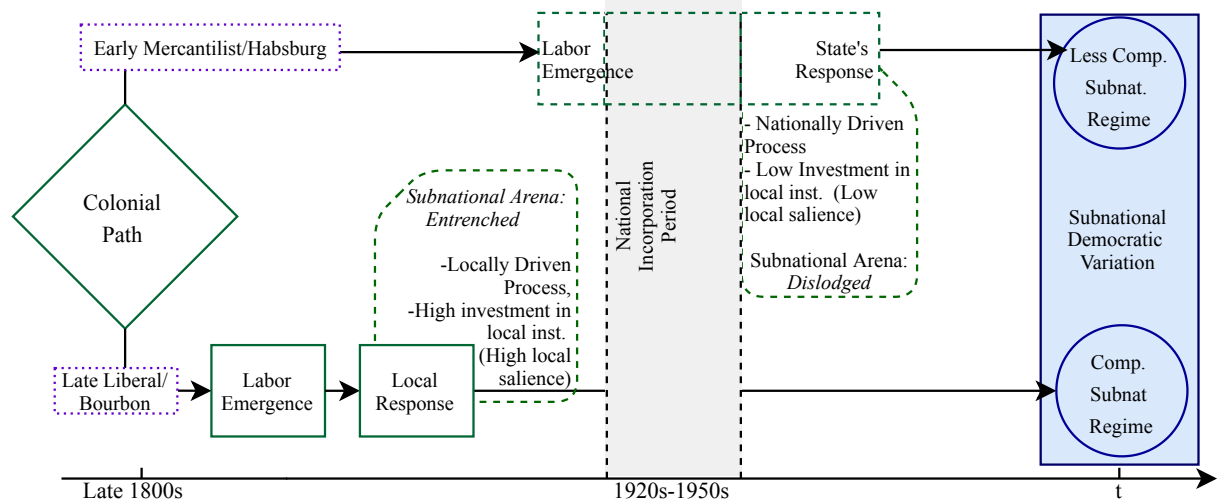 Early Mercantilist/Habsburg
Labor
Emergence
State's
Response
Less Comp.
Subnat.
Regime
- Nationally Driven
Process
- Low Investment in
local inst.  (Low
local salience)
Subnational Arena:
Dislodged
Colonial
Path
Subnational Arena:
Entrenched
-Locally Driven
Process,
-High investment in
local inst.
(High local
salience)
National
Incorporation
Period
Subnational
Democratic
Variation
Late Liberal/
Bourbon
Labor
Emergence
Local
Response
Comp.
Subnat
Regime
Late 1800s
1920s-1950s
t